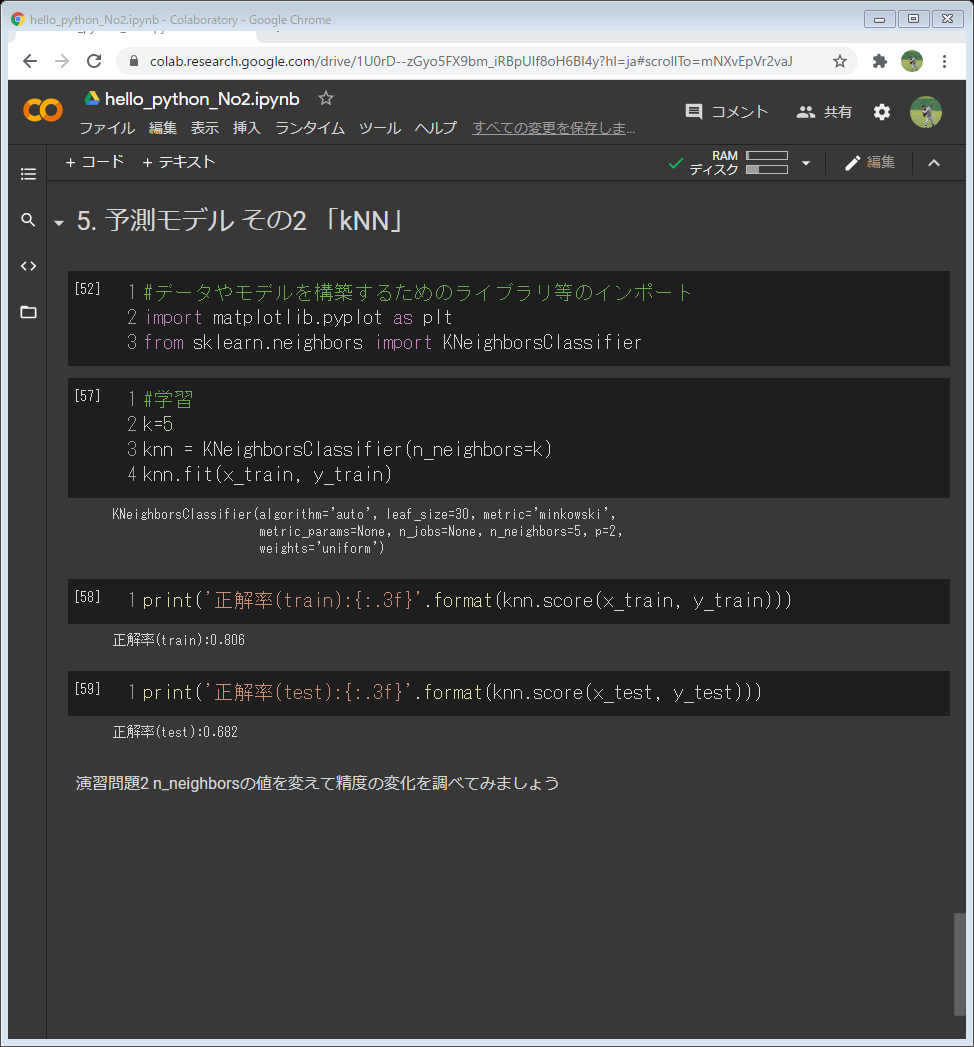 hello_python_No2.ipynb - Colaboratory - Google Chrome
colab.research.google.com/drive/1U0rD--zGyo5FX9bm_iRBpUIf8oH6Bl4y?hl=ja#scrollTo=mNXvEpVr2vaJ
hello_python_No2.ipynb
コメント 共有
ファイル 編集 表示 挿入 ランタイム ツール ヘルプ すべての変更を保存しま...
+ コード + テキスト
RAM
ディスク
編集
5. 予測モデル その2 「kNN」
[52] 1 #データやモデルを構築するためのライブラリ等のインポート
2 import matplotlib.pyplot as plt
3 from sklearn.neighbors import KNeighborsClassifier
[57] 1 #学習
2 k=5
3 knn = KNeighborsClassifier(n_neighbors=k)
4 knn.fit(x_train, y_train)
KNeighborsClassifier(algorithm='auto', leaf_size=30, metric='minkowski',
metric_params=None, n_jobs=None, n_neighbors=5, p=2,
weights='uniform')
[58] 1 print('正解率(train):{:.3f}'.format(knn.score(x_train, y_train)))
正解率(train):0.806
[59] 1 print('正解率(test):{:.3f}'.format(knn.score(x_test, y_test)))
正解率(test):0.682
演習問題2 n_neighborsの値を変えて精度の変化を調べてみましょう